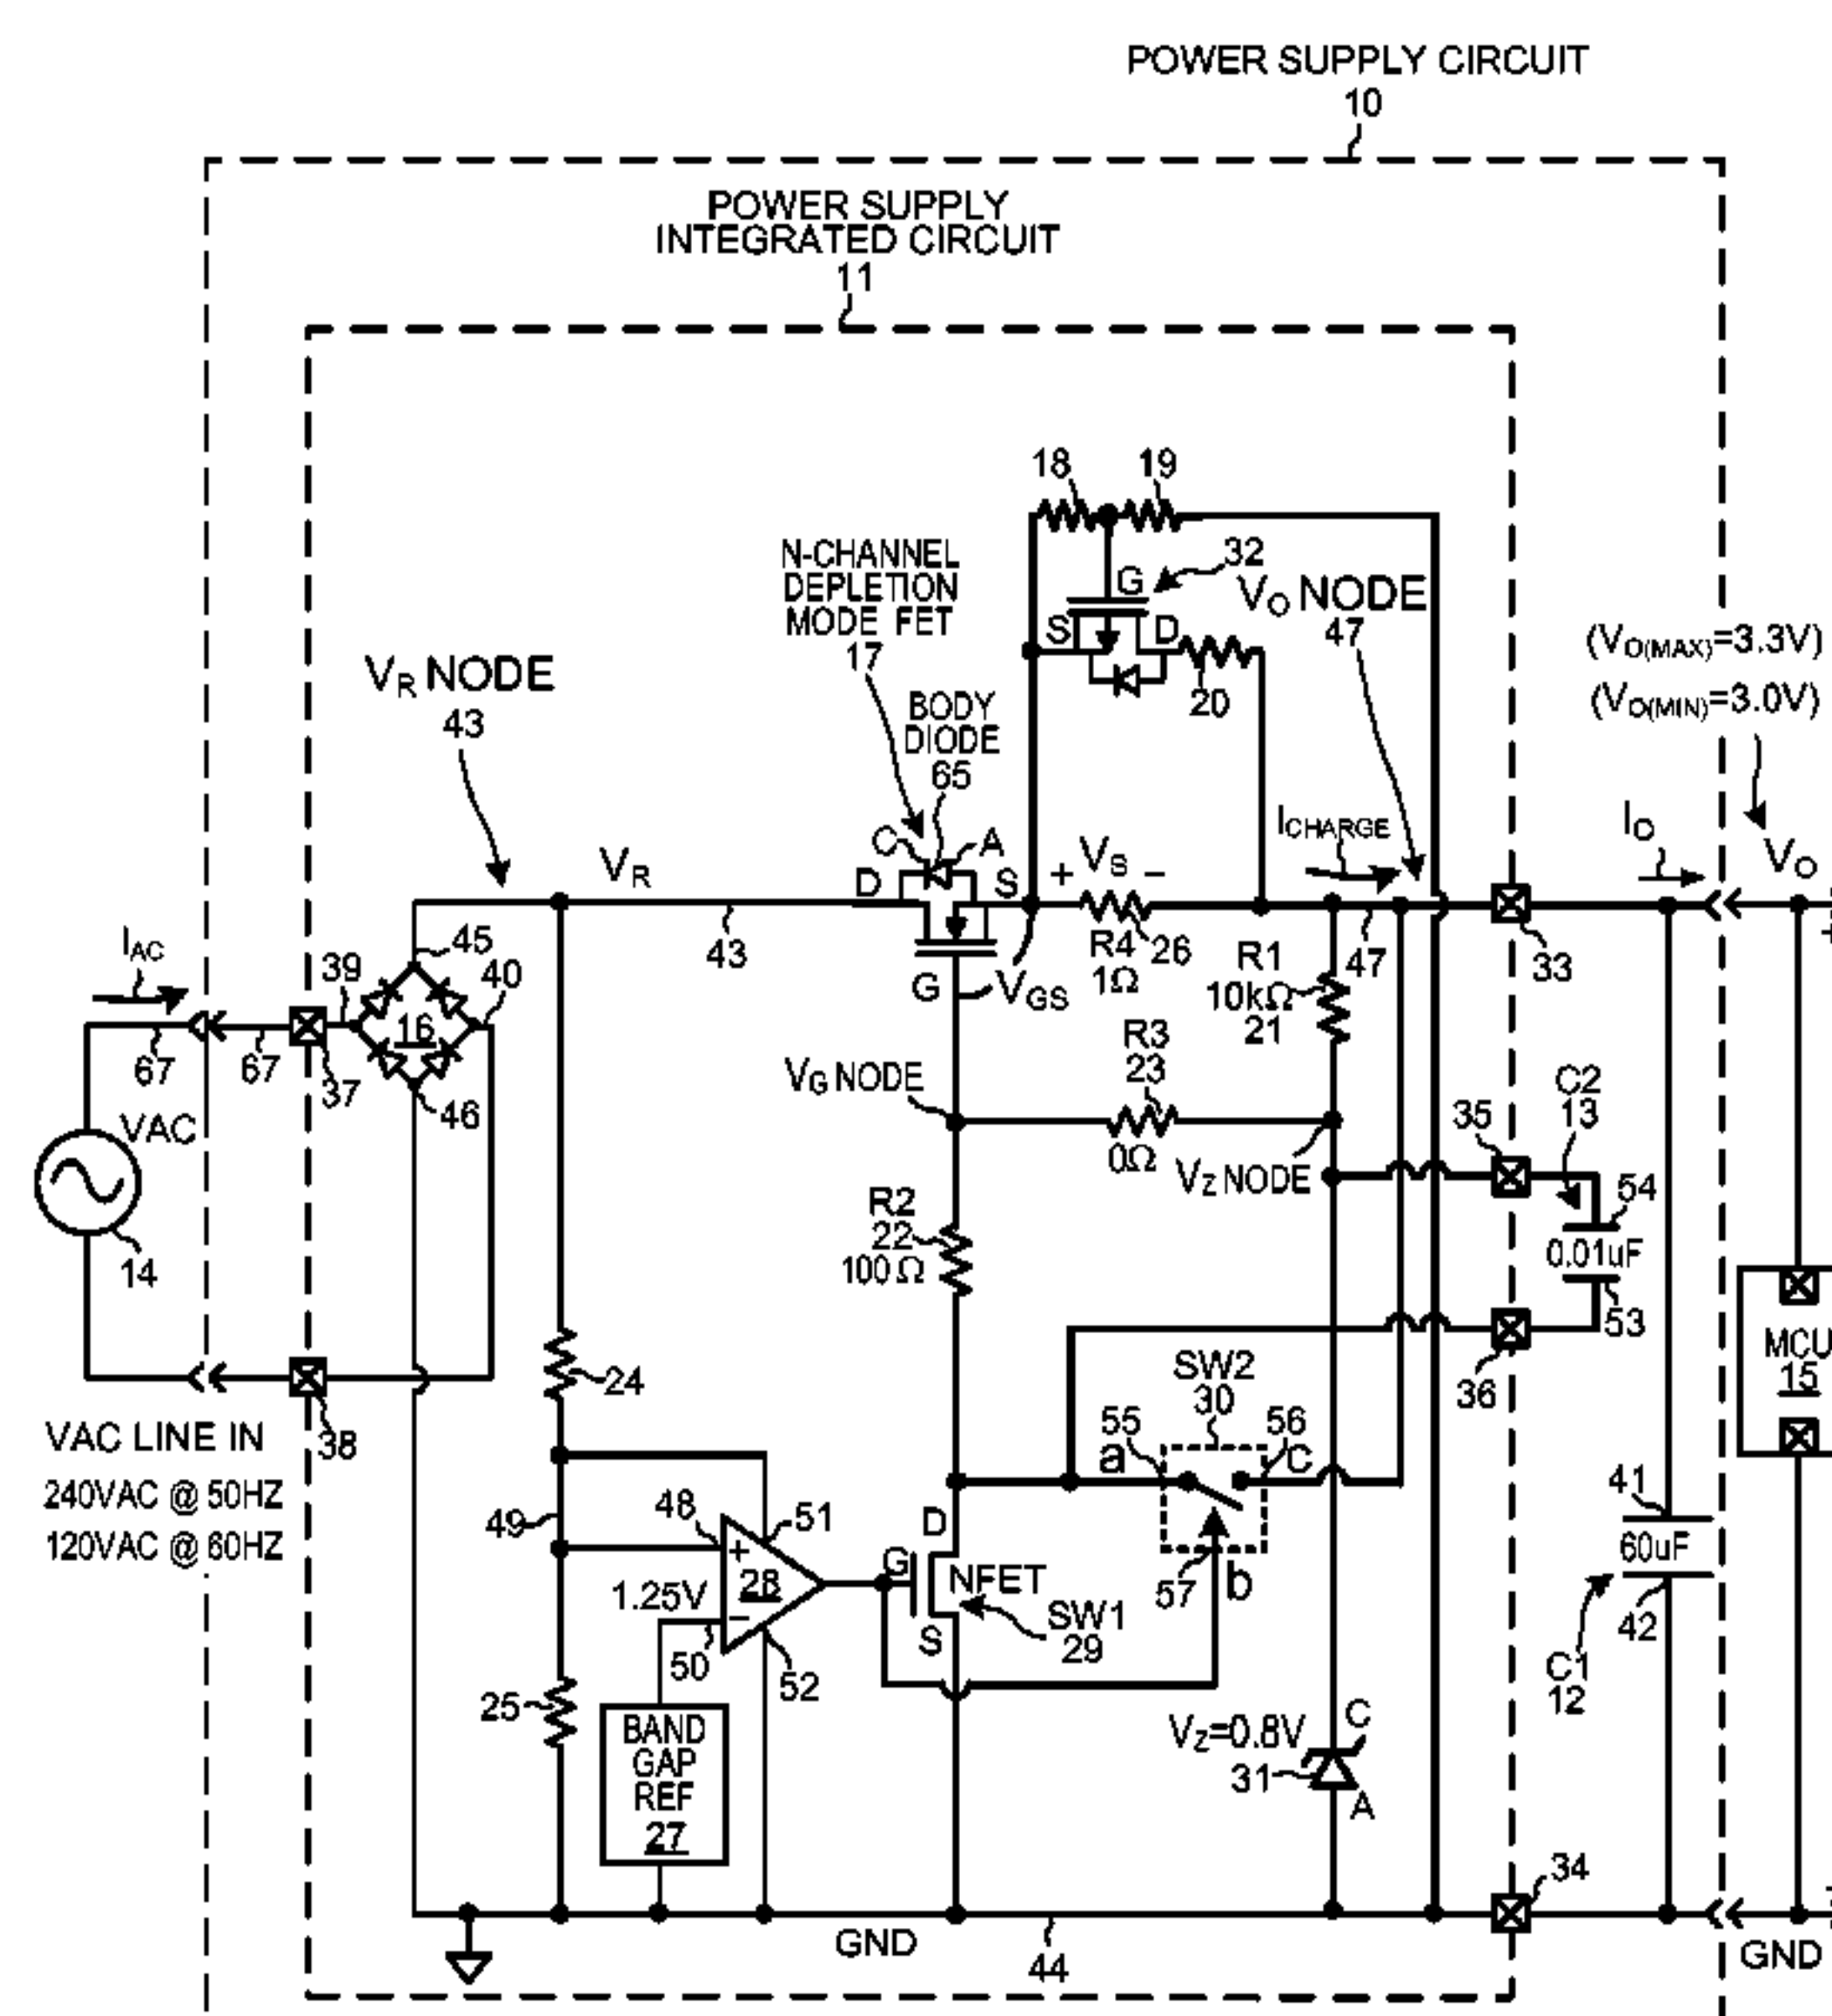 POWER SUPPLY CIRCUIT
10
POWER SUPPLY
INTEGRATED CIRCUIT
11
18
19
N-CHANNEL
DEPLETION
MODE FET
17
G
32
S
D
20
VO NODE
47
(VO(MAX)=3.3V)
(VO(MIN)=3.0V)
VR NODE
43
BODY
DIODE
65
C
A
D
S
G
VGS
VR
43
+ VS -
R4
26
1Ω
ICHARGE
IO
VO
+
33
47
R1
10kΩ
21
IAC
39
45
40
16
67
67
37
46
VAC
14
38
VAC LINE IN
240VAC @ 50HZ
120VAC @ 60HZ
VG NODE
R3
23
0Ω
VZ NODE
35
C2
13
54
0.01uF
53
36
R2
22
100 Ω
24
SW2
30
55
56
a
c
57
b
49
48
51
+
28
-
1.25V
50
52
D
G
NFET
S
SW1
29
25
BAND
GAP
REF
27
VZ=0.8V
C
31
A
MCU
15
41
60uF
42
C1
12
34
GND
44
GND